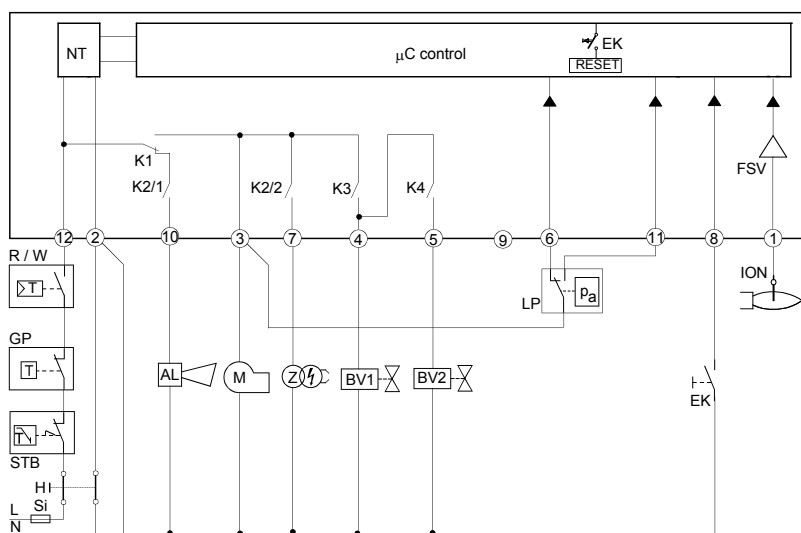 NT
µC control
EK
RESET
K1
K2/1
K2/2
K3
K4
FSV
12
2
10
3
7
4
5
9
6
11
8
1
R / W
T
LP
pa
ION
GP
T
AL
M
Z
BV1
BV2
EK
T
STB
H
Si
L
N